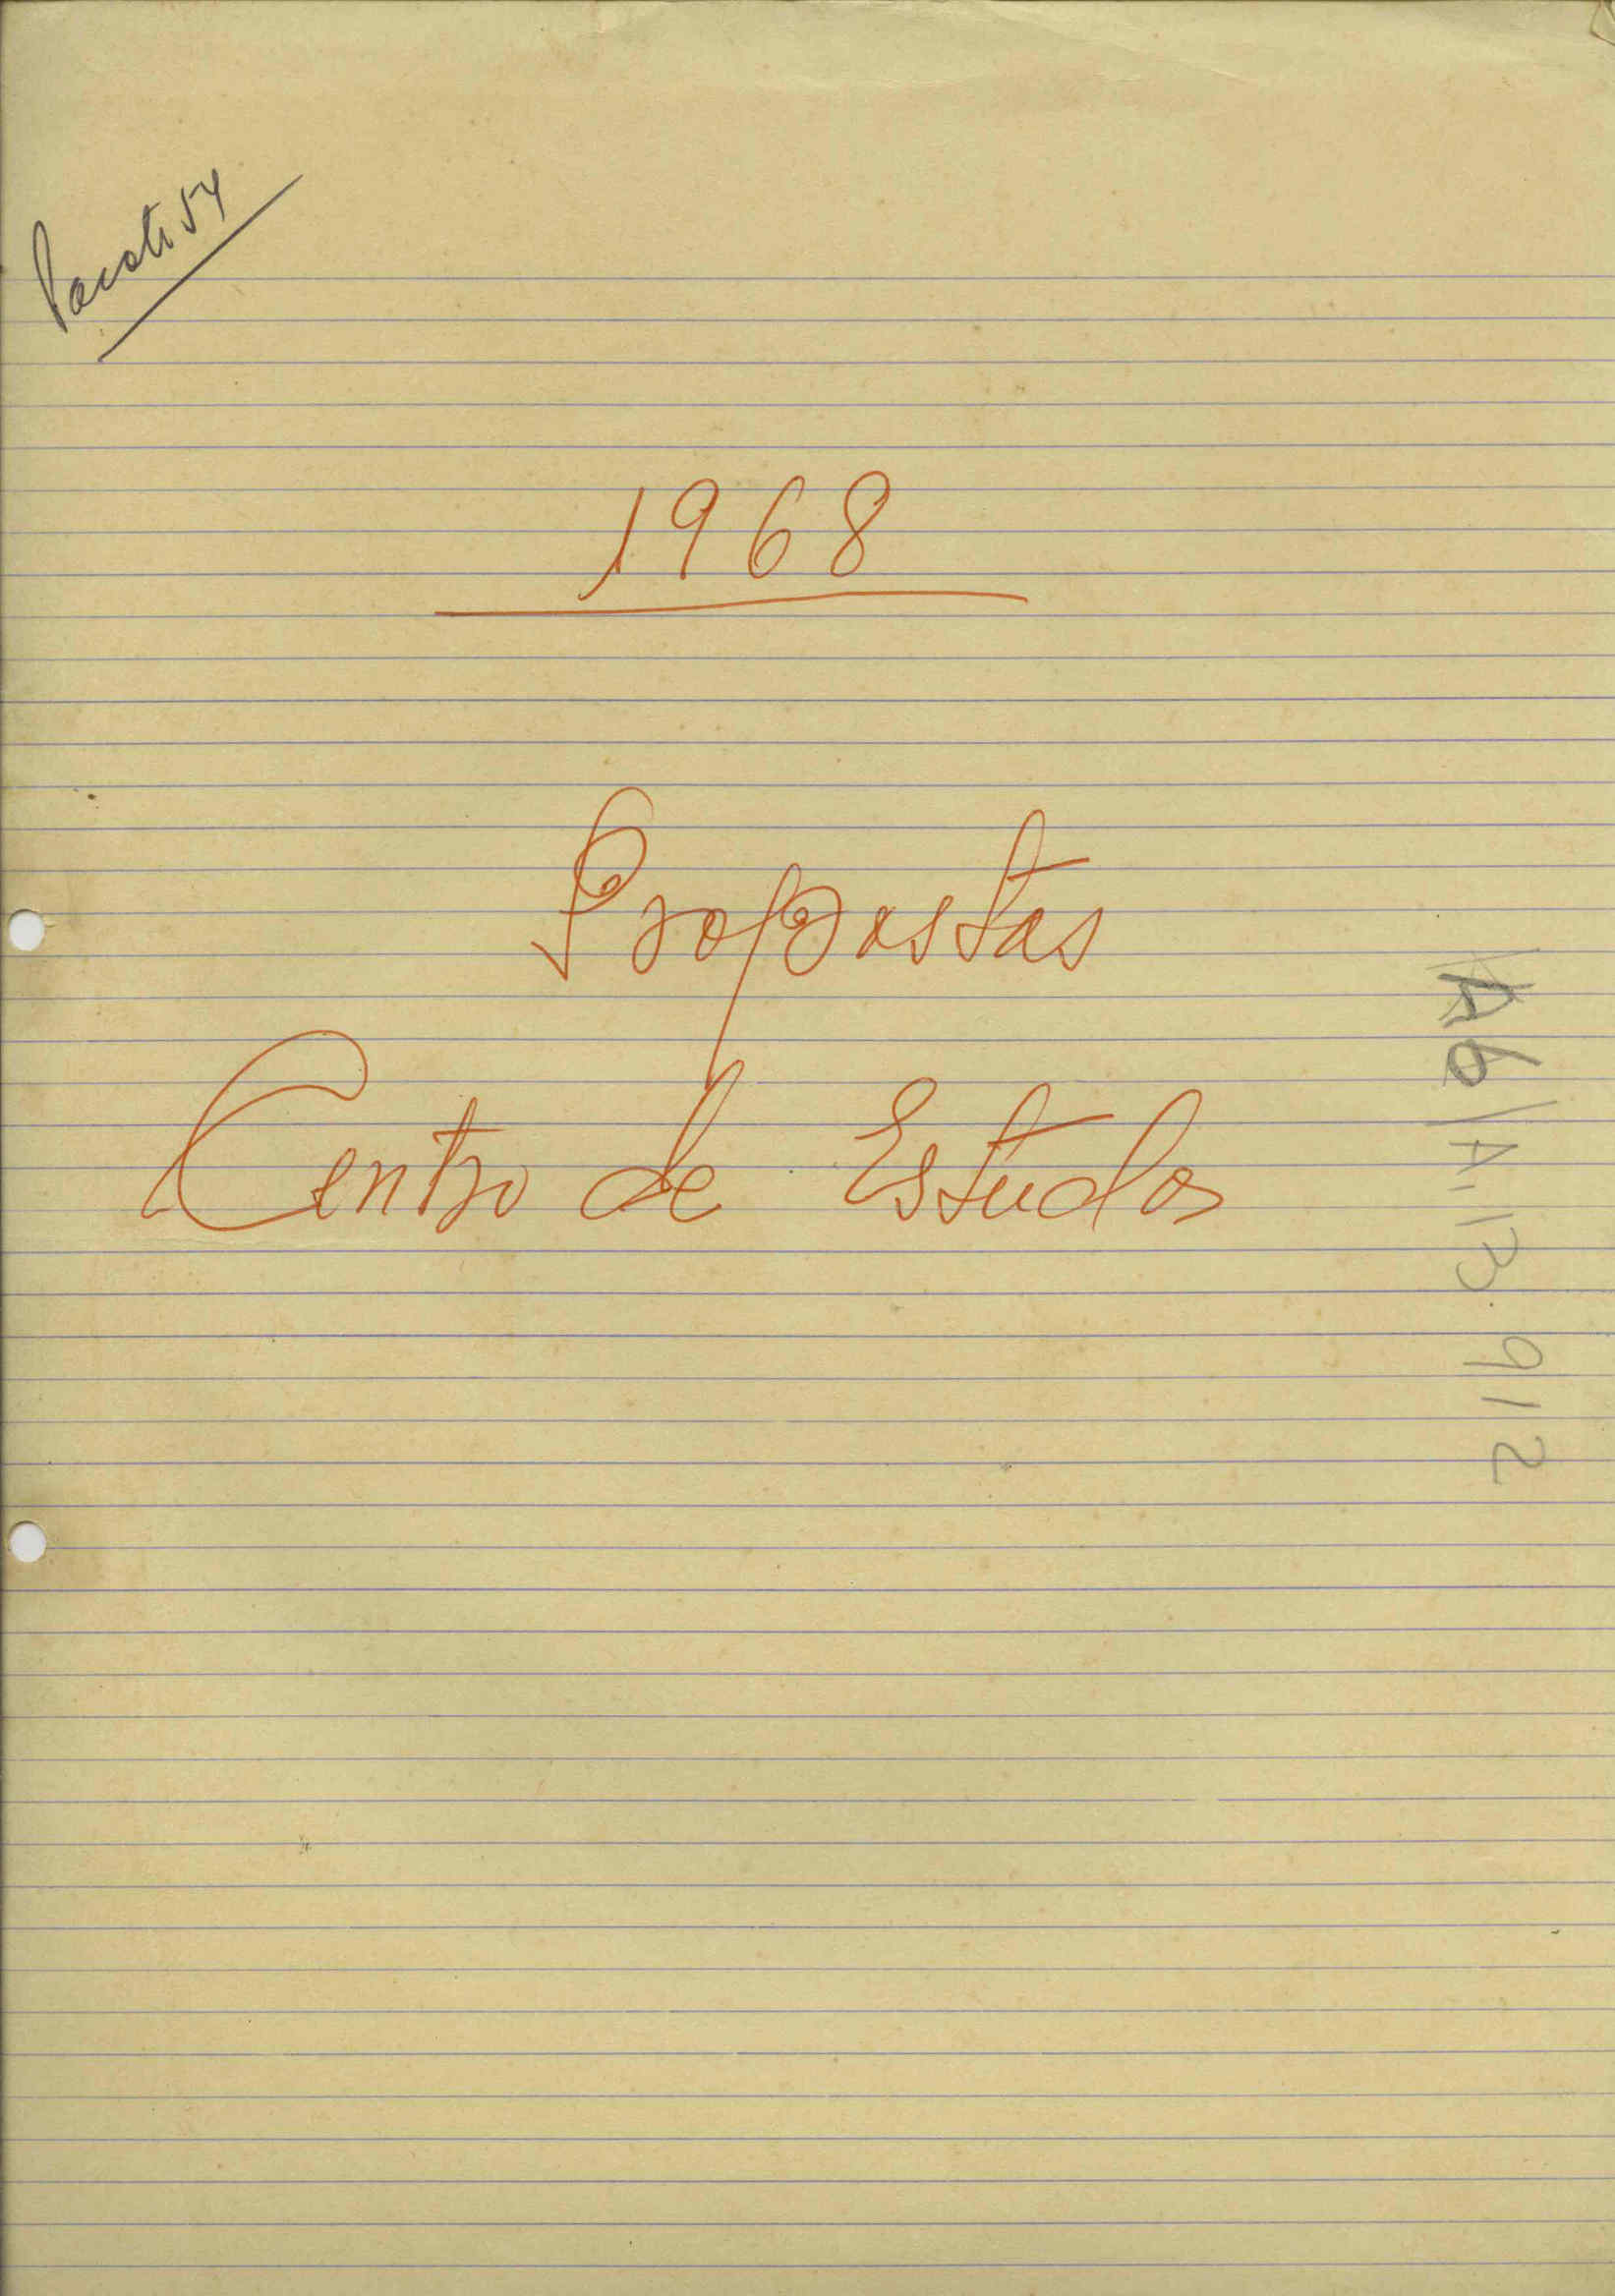 Pacote 54
1968
Propostas
Centro de Estudos
A6/A.13.912